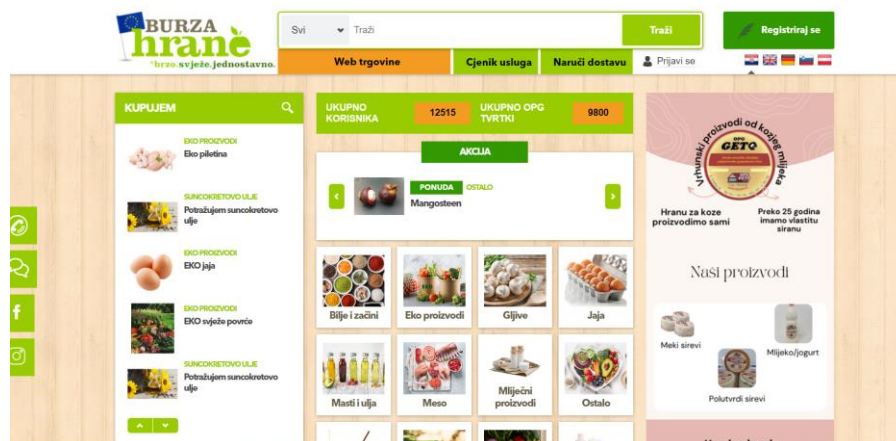 BURZA
hrane
*brzo.svježe.jednostavno.
Svi
Traži
Traži
Registriraj se
Web trgovine
Cjenik usluga
Naruči dostavu
Prijavi se
KUPUJEM
EKO PROIZVODI
Eko piletina
SUNCOKRETOVO ULJE
Potražujem suncokretovo
ulje
EKO PROIZVODI
EKO jaja
EKO PROIZVODI
EKO svježe povrće
SUNCOKRETOVO ULJE
Potražujem suncokretovo
ulje
UKUPNO
KORISNIKA
12515
UKUPNO OPG
TVRTKI
9800
AKCIJA
PONUDA
OSTALO
Mangosteen
Bilje i začini
Eko proizvodi
Gljive
Jaja
Masti i ulja
Meso
Mliječni
proizvodi
Ostalo
Vrhunski proizvodi od kozjeg mlijeka
OPG
GETO
Hranu za koze
proizvodimo sami
Preko 25 godina
imamo vlastitu
siranu
Naši proizvodi
Meki sirevi
Mlijeko/jogurt
Polutvrdi sirevi